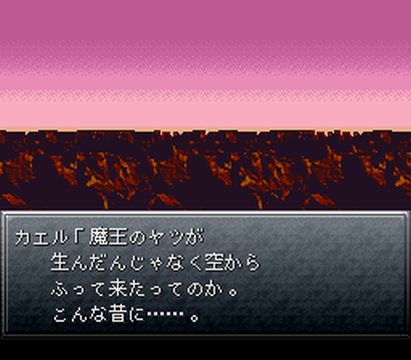 カエル「魔王のヤツが
生んだんじゃなく空から
ふって来たってのか。
こんな昔に……。